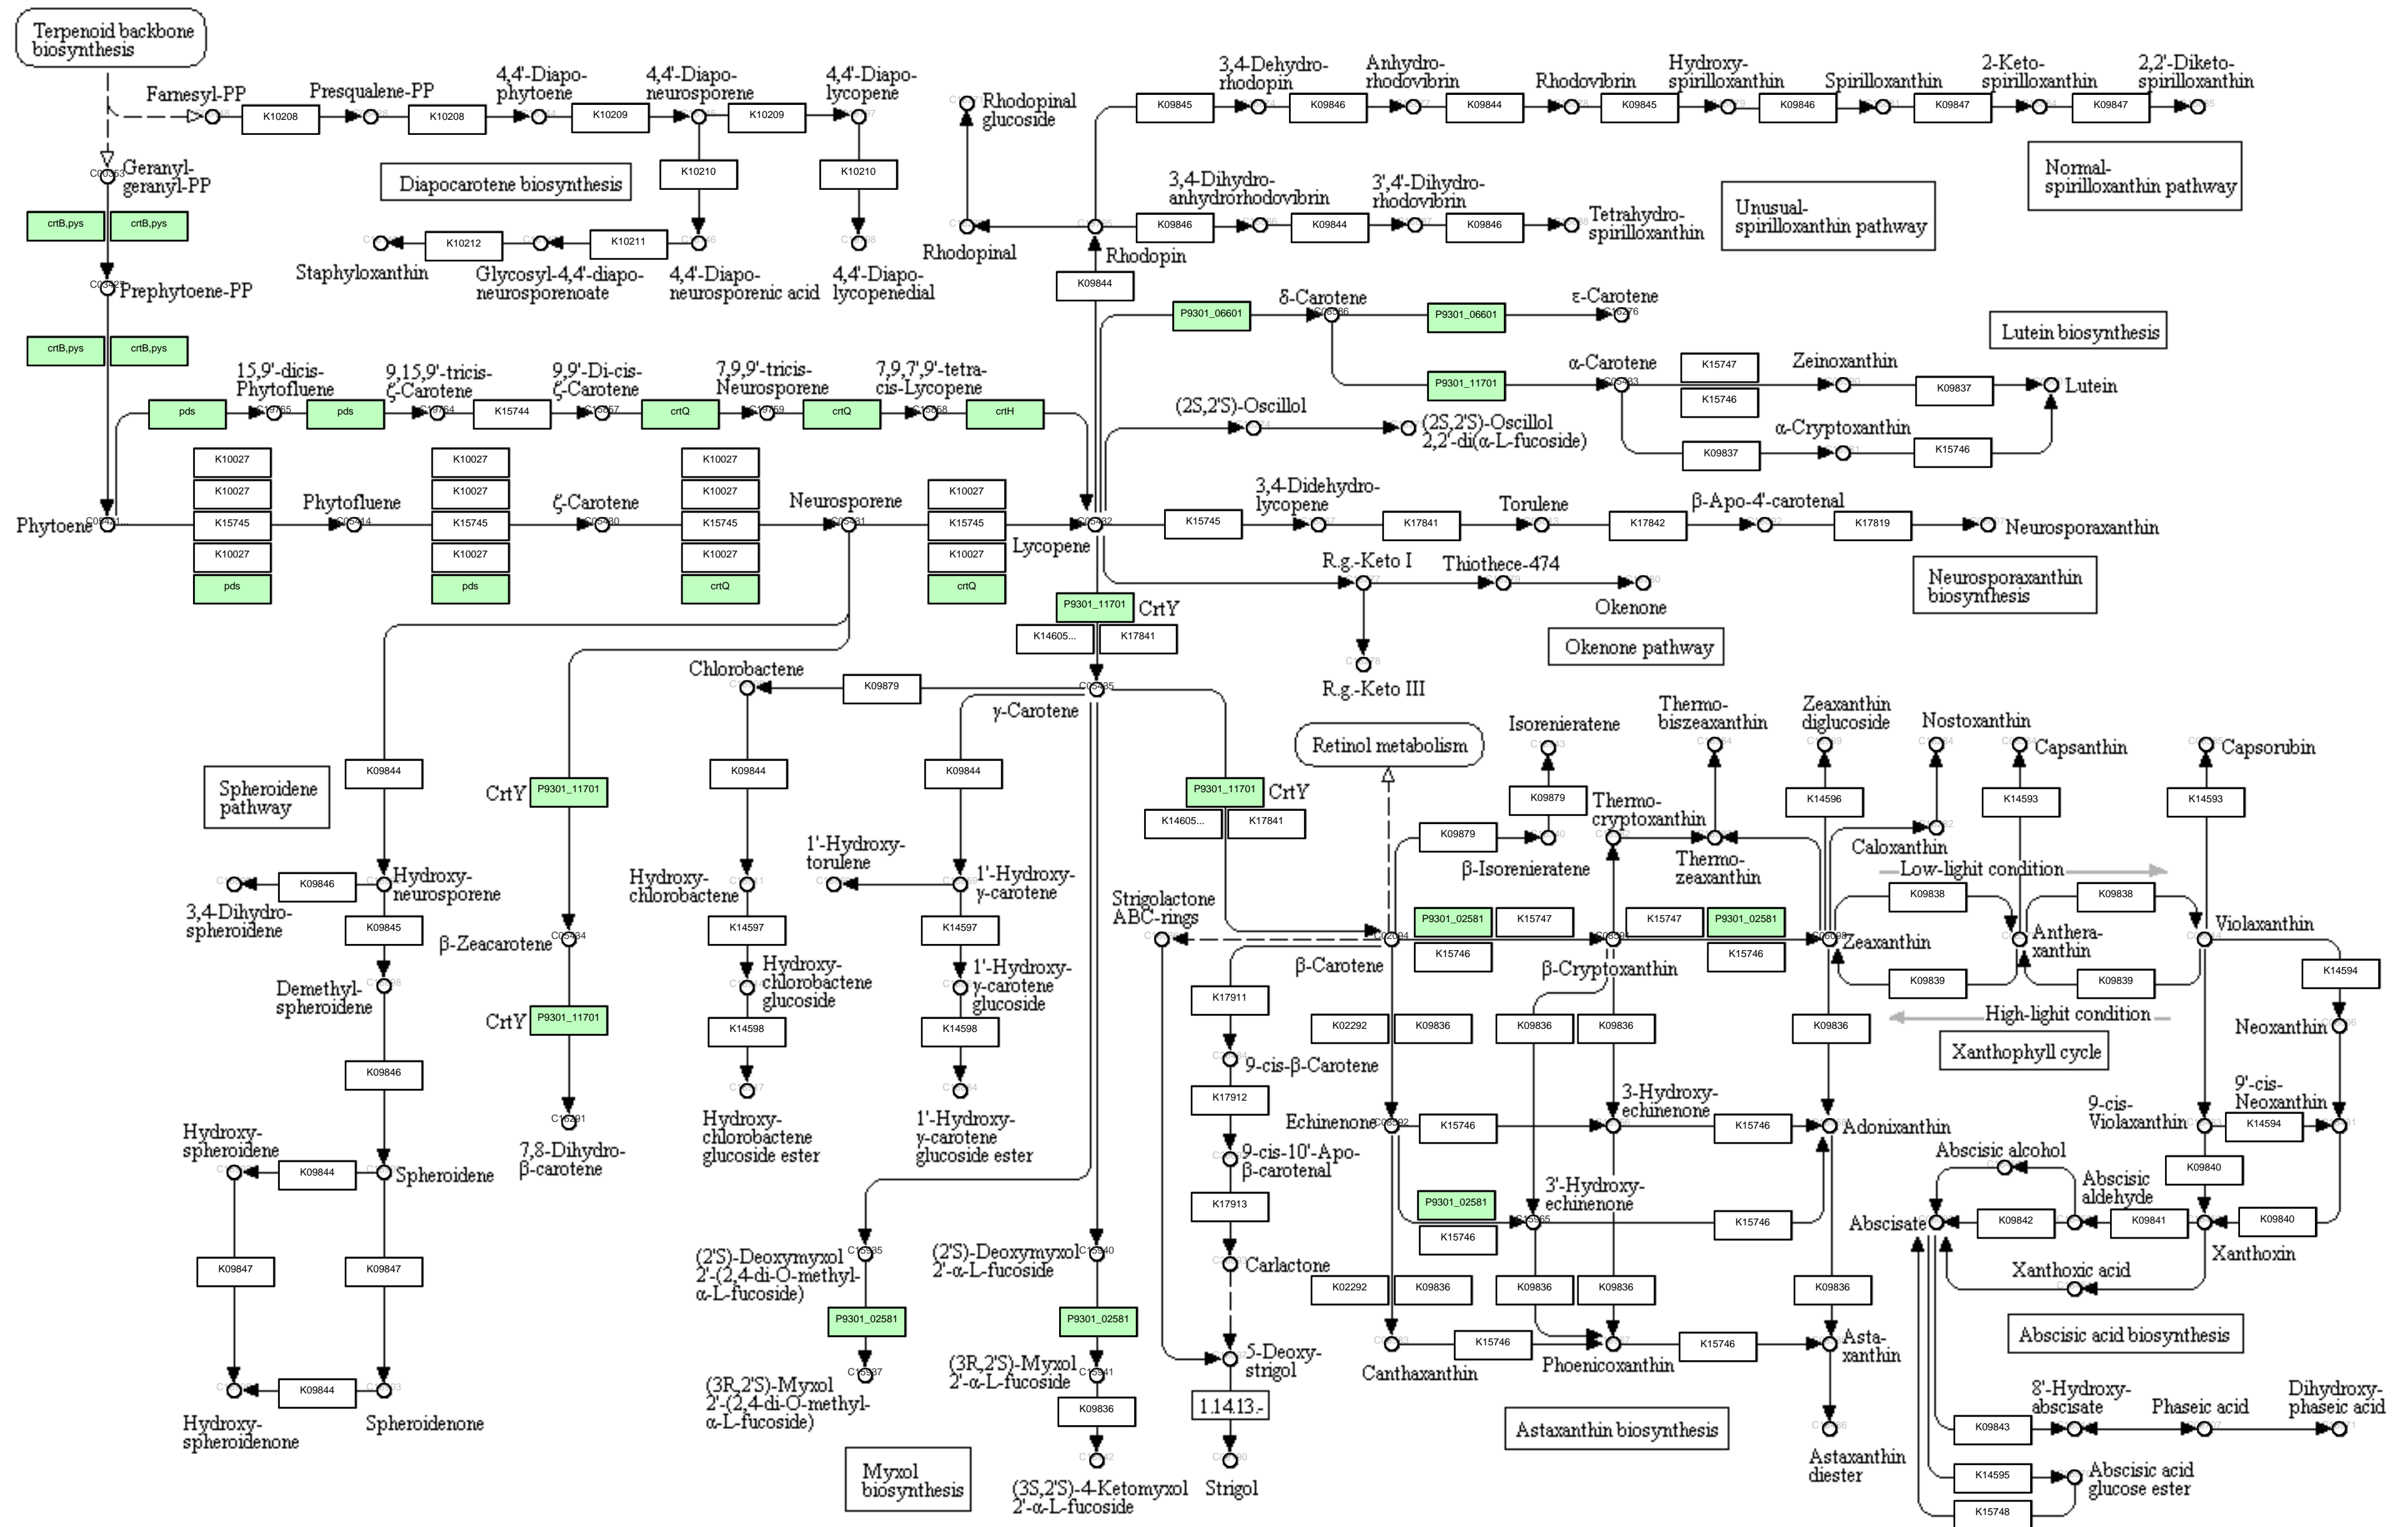 Terpenoid backbone
biosynthesis
Farnesyl-PP
K10208
Presqualene-PP
K10208
4,4'-Diapo-
phytoene
K10209
4,4'-Diapo-
neurosporene
K10209
4,4'-Diapo-
lycopene
K10210
K10210
Diapocarotene biosynthesis
Staphyloxanthin
K10212
Glycosyl-4,4'-diapo-
neurosporenoate
K10211
4,4'-Diapo-
neurosporenic acid
4,4'-Diapo-
lycopenedial
Geranyl-
geranyl-PP
crtB,pys
crtB,pys
Prephytoene-PP
crtB,pys
crtB,pys
Rhodopinal
glucoside
Rhodopinal
Rhodopin
K09844
K09845
3,4-Dehydro-
rhodopin
K09846
Anhydro-
rhodovibrin
K09844
Rhodovibrin
K09845
Hydroxy-
spirilloxanthin
K09846
Spirilloxanthin
K09847
2-Keto-
spirilloxanthin
K09847
2,2'-Diketo-
spirilloxanthin
Normal-
spirilloxanthin pathway
K09846
3,4-Dihydro-
anhydrorhodovibrin
K09844
3',4'-Dihydro-
rhodovibrin
K09846
Tetrahydro-
spirilloxanthin
Unusual-
spirilloxanthin pathway
P9301_06601
δ-Carotene
P9301_06601
ε-Carotene
Lutein biosynthesis
P9301_11701
α-Carotene
C05433
K15747
K15746
Zeinoxanthin
K09837
Lutein
K09837
α-Cryptoxanthin
K15746
(2S,2'S)-Oscillol
(2S,2'S)-Oscillol
2,2'-di(α-L-fucoside)
pds
15,9'-dicis-
Phytofluene
pds
9,15,9'-tricis-
ζ-Carotene
K15744
9,9'-Di-cis-
ζ-Carotene
crtQ
7,9,9'-tricis-
Neurosporene
crtQ
7,9,7',9'-tetra-
cis-Lycopene
crtH
Phytoene
K10027
K10027
K15745
K10027
pds
Phytofluene
K10027
K10027
K15745
K10027
pds
ζ-Carotene
K10027
K10027
K15745
K10027
crtQ
Neurosporene
K10027
K15745
K10027
crtQ
Lycopene
K15745
3,4-Didehydro-
lycopene
K17841
Torulene
K17842
β-Apo-4'-carotenal
K17819
Neurosporaxanthin
Neurosporaxanthin
biosynthesis
R.g.-Keto I
Thiothece-474
Okenone
Okenone pathway
R.g.-Keto III
P9301_11701
CrtY
K14605...
K17841
C05435
γ-Carotene
Chlorobactene
K09879
Spheroidene
pathway
K09844
CrtY
P9301_11701
K09844
K09844
P9301_11701
CrtY
K14605...
K17841
Hydroxy-
neurosporene
K09846
3,4-Dihydro-
spheroidene
K09845
Demethyl-
spheroidene
K09846
Hydroxy-
spheroidene
K09844
Spheroidene
K09847
K09847
K09844
Hydroxy-
spheroidenone
Spheroidenone
β-Zeacarotene
C05434
CrtY
P9301_11701
C16291
7,8-Dihydro-
β-carotene
Hydroxy-
chlorobactene
K14597
Hydroxy-
chlorobactene
glucoside
K14598
Hydroxy-
chlorobactene
glucoside ester
1'-Hydroxy-
torulene
1'-Hydroxy-
γ-carotene
K14597
1'-Hydroxy-
γ-carotene
glucoside
K14598
1'-Hydroxy-
γ-carotene
glucoside ester
(2'S)-Deoxymyxol
2'-(2,4-di-O-methyl-
α-L-fucoside)
C15935
P9301_02581
C15937
(3R,2'S)-Myxol
2'-(2,4-di-O-methyl-
α-L-fucoside)
(2'S)-Deoxymyxol
2'-α-L-fucoside
C15940
P9301_02581
(3R,2'S)-Myxol
2'-α-L-fucoside
C15941
K09836
(3S,2'S)-4-Ketomyxol
2'-α-L-fucoside
Myxol
biosynthesis
Strigolactone
ABC-rings
K17911
9-cis-β-Carotene
K17912
9-cis-10'-Apo-
β-carotenal
K17913
Carlactone
5-Deoxy-
strigol
1.14.13.-
Strigol
Retinol metabolism
Isorenieratene
K09879
K09879
β-Isorenieratene
Thermo-
biszeaxanthin
Thermo-
cryptoxanthin
Thermo-
zeaxanthin
Zeaxanthin
diglucoside
K14596
Nostoxanthin
Caloxanthin
Capsanthin
K14593
Capsorubin
K14593
Low-lighit condition
K09838
K09838
β-Carotene
P9301_02581
K15747
K15746
β-Cryptoxanthin
K15747
P9301_02581
K15746
Zeaxanthin
Anthera-
xanthin
Violaxanthin
K09839
K09839
High-lighit condition
Xanthophyll cycle
K14594
Neoxanthin
K02292
K09836
K09836
K09836
K09836
Echinenone
K15746
3-Hydroxy-
echinenone
K15746
Adonixanthin
P9301_02581
K15746
3'-Hydroxy-
echinenone
K15746
K02292
K09836
K09836
K09836
K09836
Canthaxanthin
K15746
Phoenicoxanthin
K15746
Asta-
xanthin
Astaxanthin
diester
Astaxanthin biosynthesis
9-cis-
Violaxanthin
K14594
9'-cis-
Neoxanthin
K09840
Abscisic alcohol
Abscisic
aldehyde
Abscisate
K09842
K09841
K09840
Xanthoxin
Xanthoxic acid
Abscisic acid biosynthesis
K09843
8'-Hydroxy-
abscisate
Phaseic acid
Dihydroxy-
phaseic acid
K14595
Abscisic acid
glucose ester
K15748